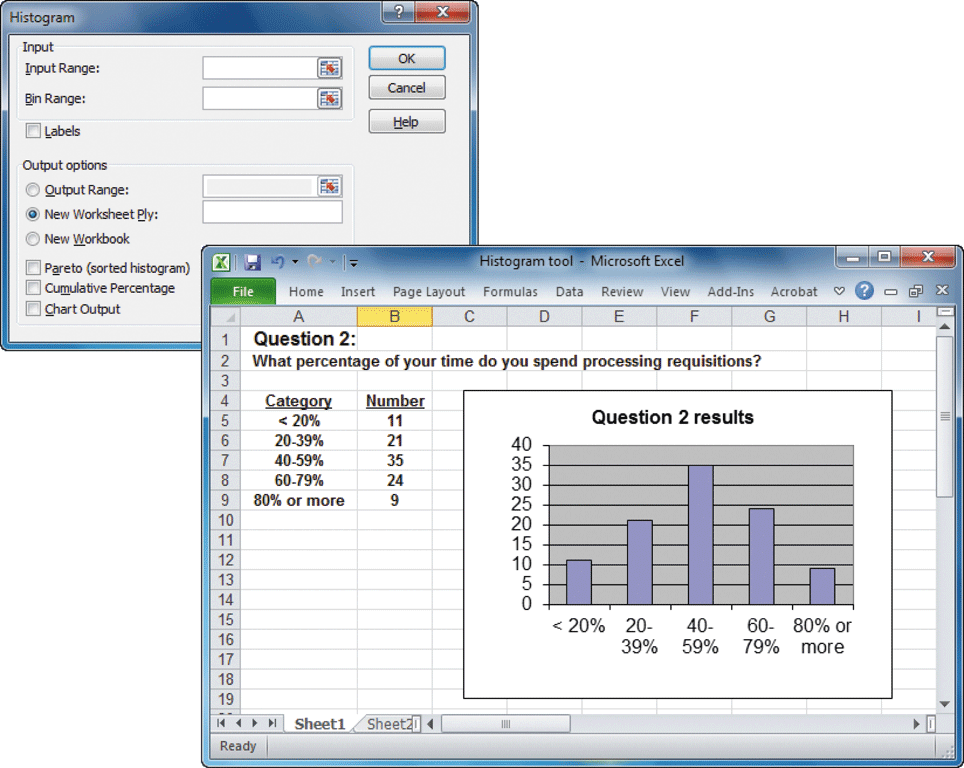 Histogram
Input
Input Range:
Bin Range:
Labels
OK
Cancel
Help
Output options
Output Range:
New Worksheet Ply:
New Workbook
Pareto (sorted histogram)
Cumulative Percentage
Chart Output
Histogram tool - Microsoft Excel
File Home Insert Page Layout Formulas Data Review View Add-Ins Acrobat
A B C D E F G H I
1 Question 2:
2 What percentage of your time do you spend processing requisitions?
3
4 Category Number
5 < 20% 11
6 20-39% 21
7 40-59% 35
8 60-79% 24
9 80% or more 9
10
11
12
13
14
15
16
17
18
19
Question 2 results
40
35
30
25
20
15
10
5
0
< 20% 20-39% 40-59% 60-79% 80% or more
Sheet1 Sheet2
Ready